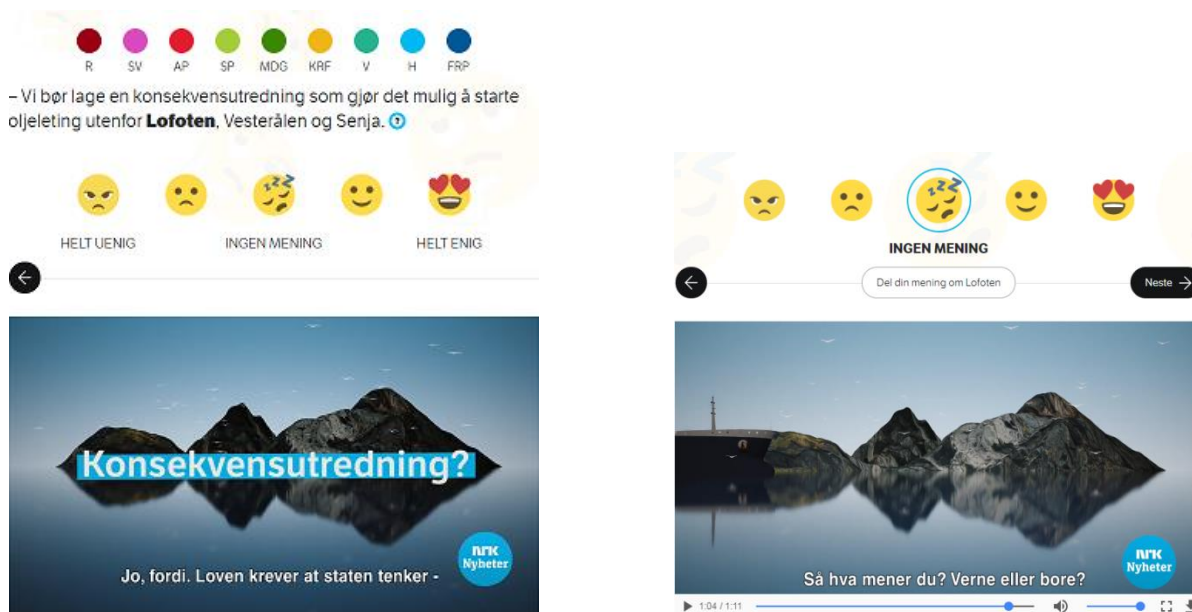 R SV AP SP MDG KRF V H FRP
– Vi bør lage en konsekvensutredning som gjør det mulig å starte
oljeleting utenfor Lofoten, Vesterålen og Senja. ?
HELT UENIG INGEN MENING HELT ENIG
Konsekvensutredning?
NRK
Nyheter
Jo, fordi. Loven krever at staten tenker -
INGEN MENING
Del din mening om Lofoten
Neste
NRK
Nyheter
Så hva mener du? Verne eller bore?
1:04 / 1:11